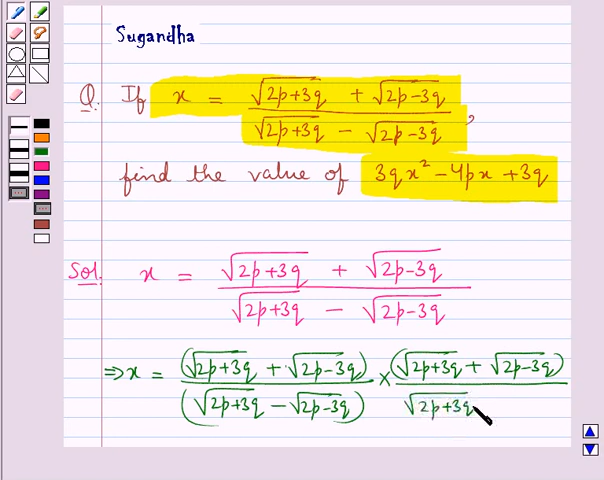 Sugandha
Q. If x = (√2p+3q + √2p-3q) / (√2p+3q - √2p-3q),
find the value of 3qx² - 4px + 3q
Sol. x = (√2p+3q + √2p-3q) / (√2p+3q - √2p-3q)
⇒ x = (√2p+3q + √2p-3q) / (√2p+3q - √2p-3q) × (√2p+3q + √2p-3q) / √2p+3q